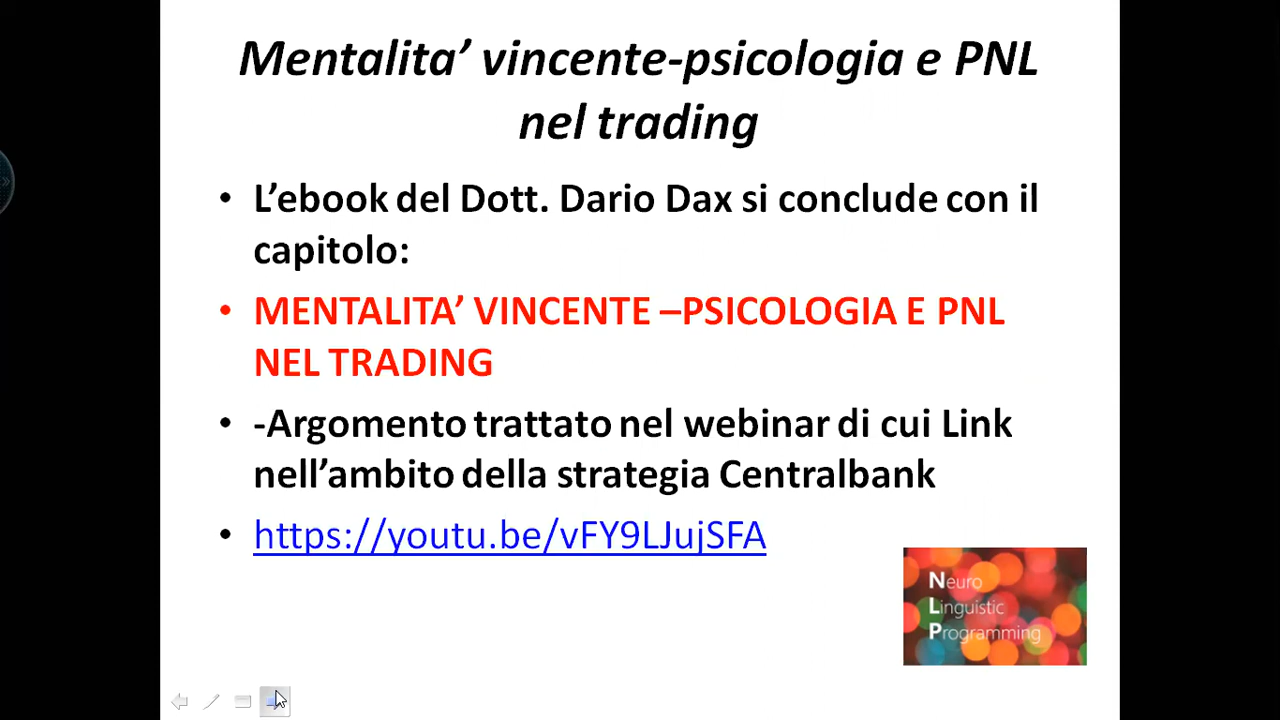 Mentalita’ vincente-psicologia e PNL
nel trading
• L’ebook del Dott. Dario Dax si conclude con il
capitolo:
• MENTALITA’ VINCENTE –PSICOLOGIA E PNL
NEL TRADING
• -Argomento trattato nel webinar di cui Link
nell’ambito della strategia Centralbank
• https://youtu.be/vFY9LJujSFA
Neuro
Linguistic
Programming